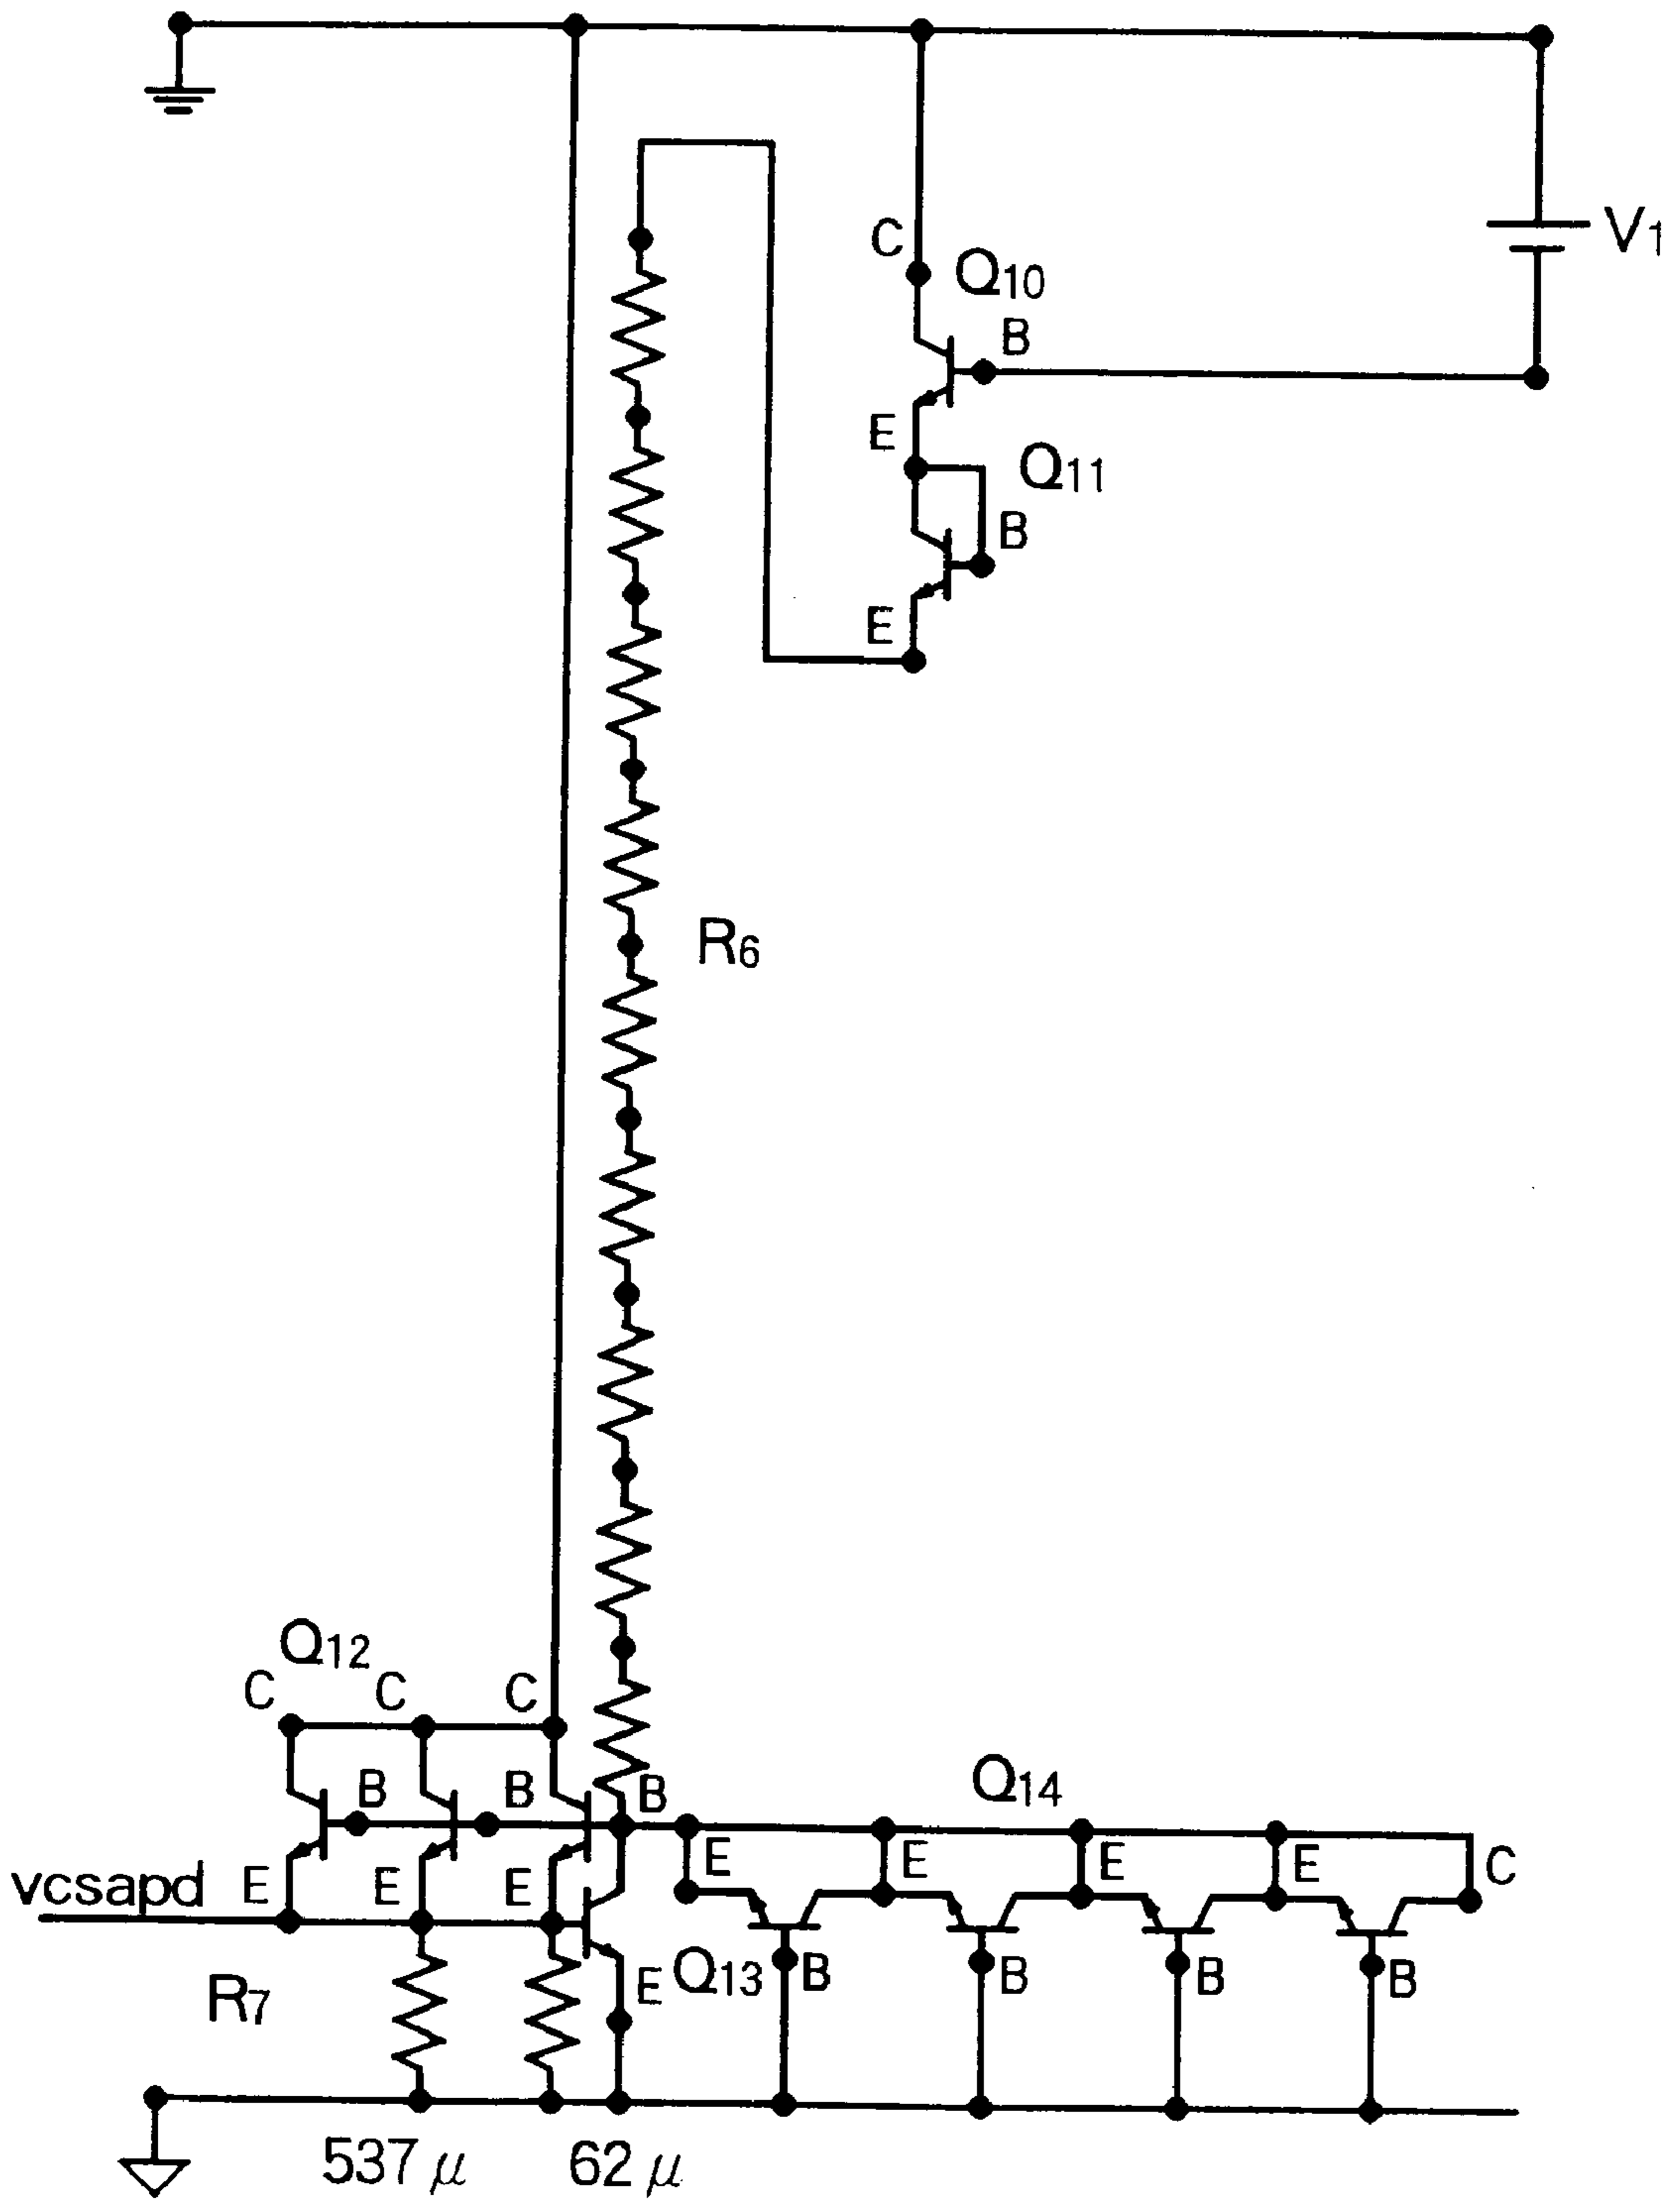 V1
C
Q10
B
E
Q11
B
E
R6
Q12
C C C
B B B
Q14
E E E E C
vcsapd E E E
Q13
B B B B
R7
E
537μ 62μ